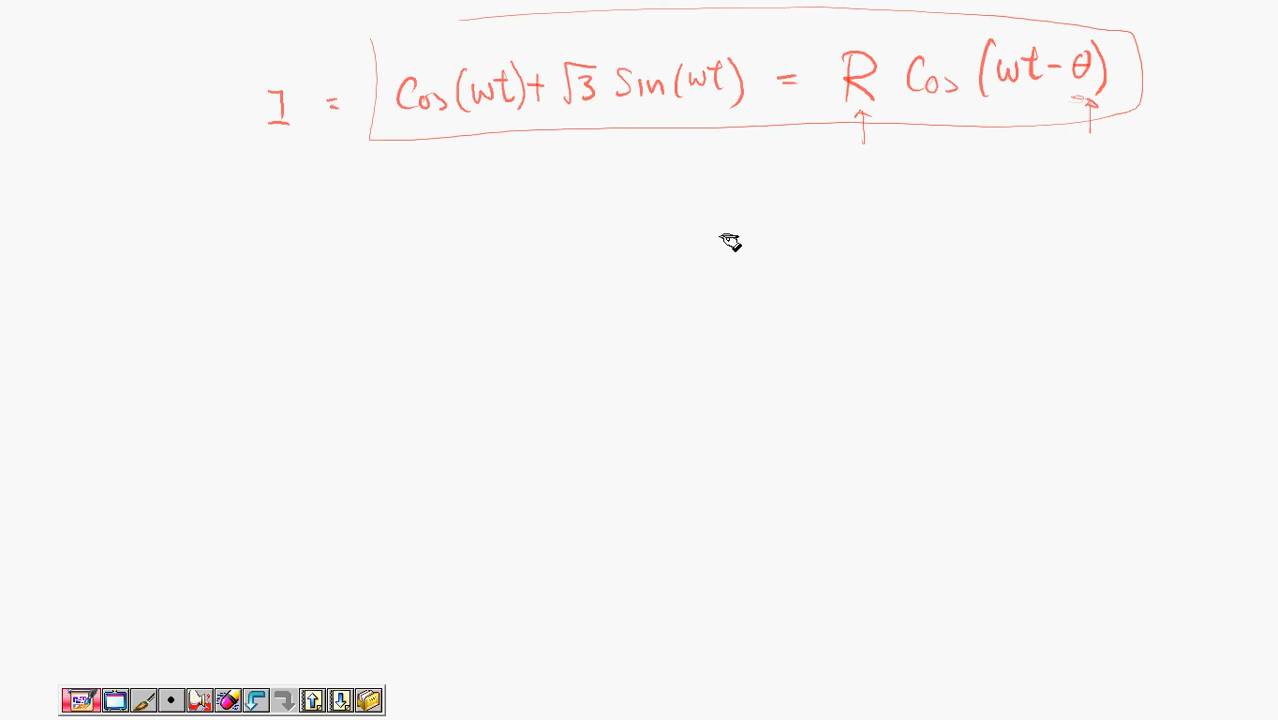 I = Cos(wt)+ √3 Sin(wt) = R Cos (wt-θ)